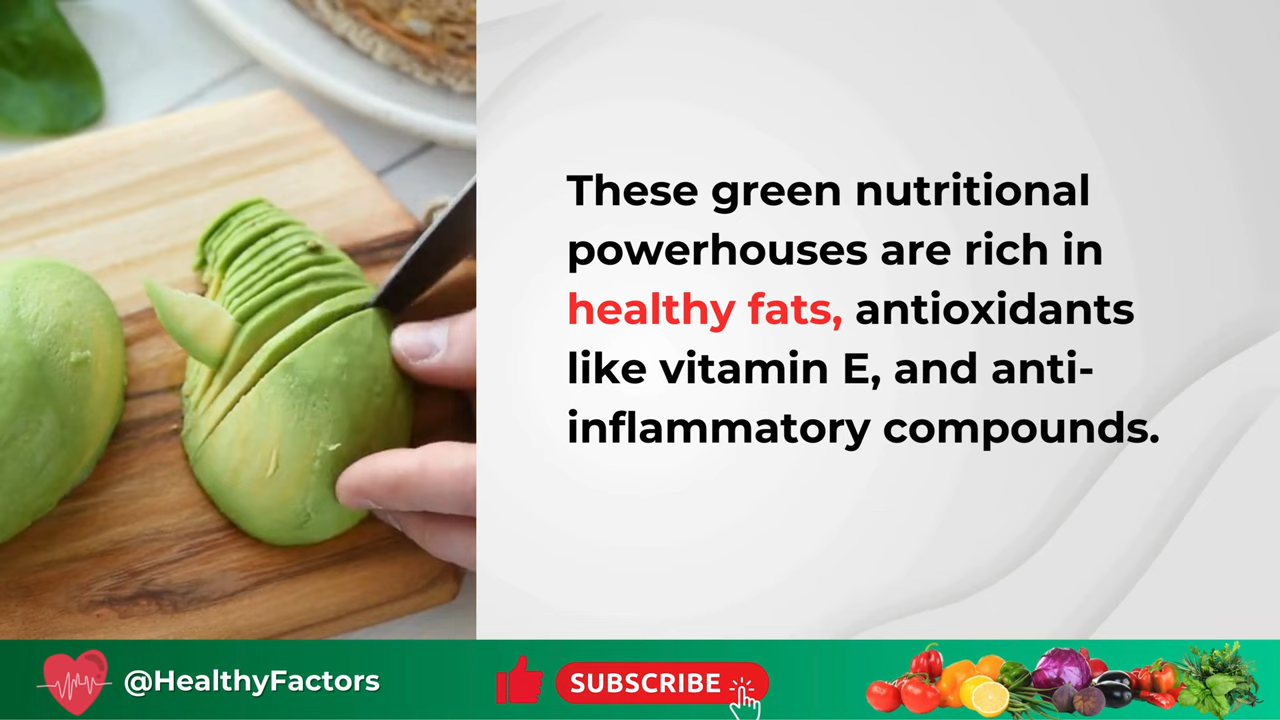 These green nutritional
powerhouses are rich in
healthy fats, antioxidants
like vitamin E, and anti-
inflammatory compounds.
@HealthyFactors
SUBSCRIBE